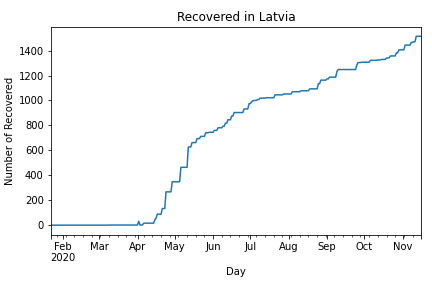 Recovered in Latvia
Number of Recovered
1400
1200
1000
800
600
400
200
0
Feb Mar Apr May Jun Jul Aug Sep Oct Nov
2020
Day